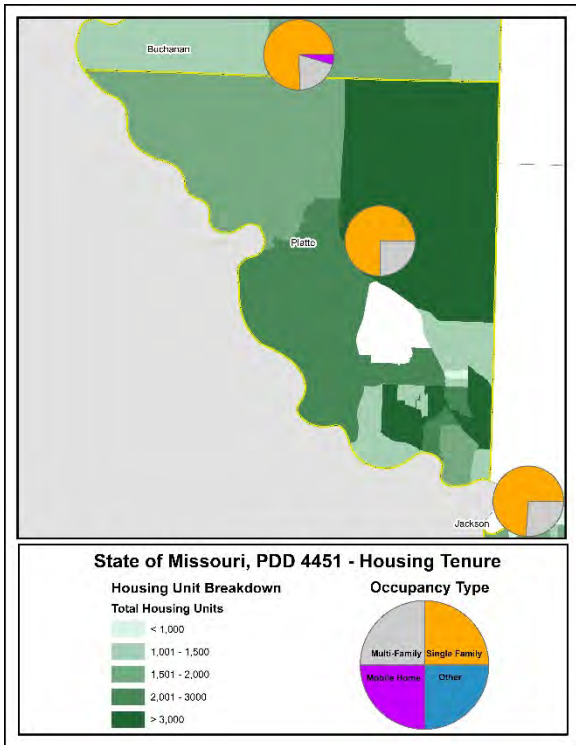 Buchanan
Platte
Jackson
State of Missouri, PDD 4451 - Housing Tenure
Housing Unit Breakdown
Total Housing Units
< 1,000
1,001 - 1,500
1,501 - 2,000
2,001 - 3000
> 3,000
Occupancy Type
Multi-Family Single Family
Mobile Home Other